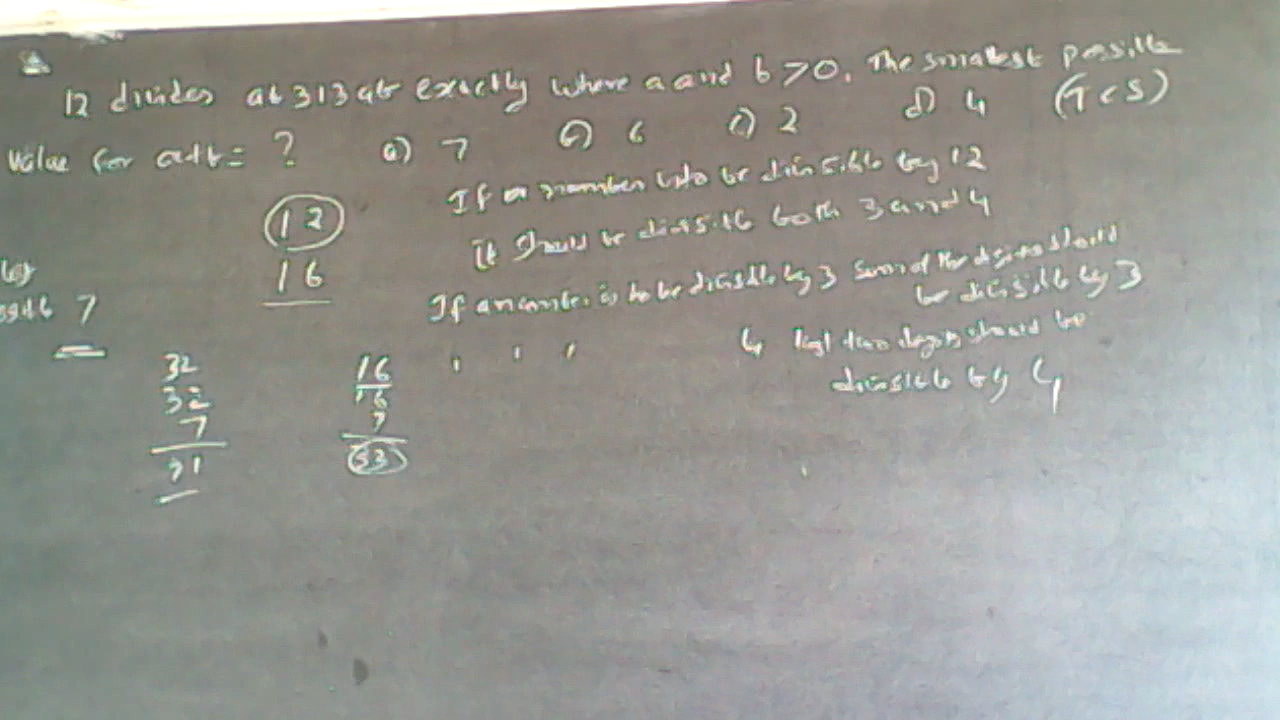 12 divides ab313ab exactly where a and b >0. The smallest possible
value for a+b = ? a) 7 b) 6 c) 2 d) 4 (TCS)
If a number is to be divisible by 12
12
It should be divisible both 3 and 4
16
If a number is to be divisible by 3 sum of the digits should
be divisible by 3
7
4 last two digits should be
divisible by 4
32 16
32 16
7 7
71 53